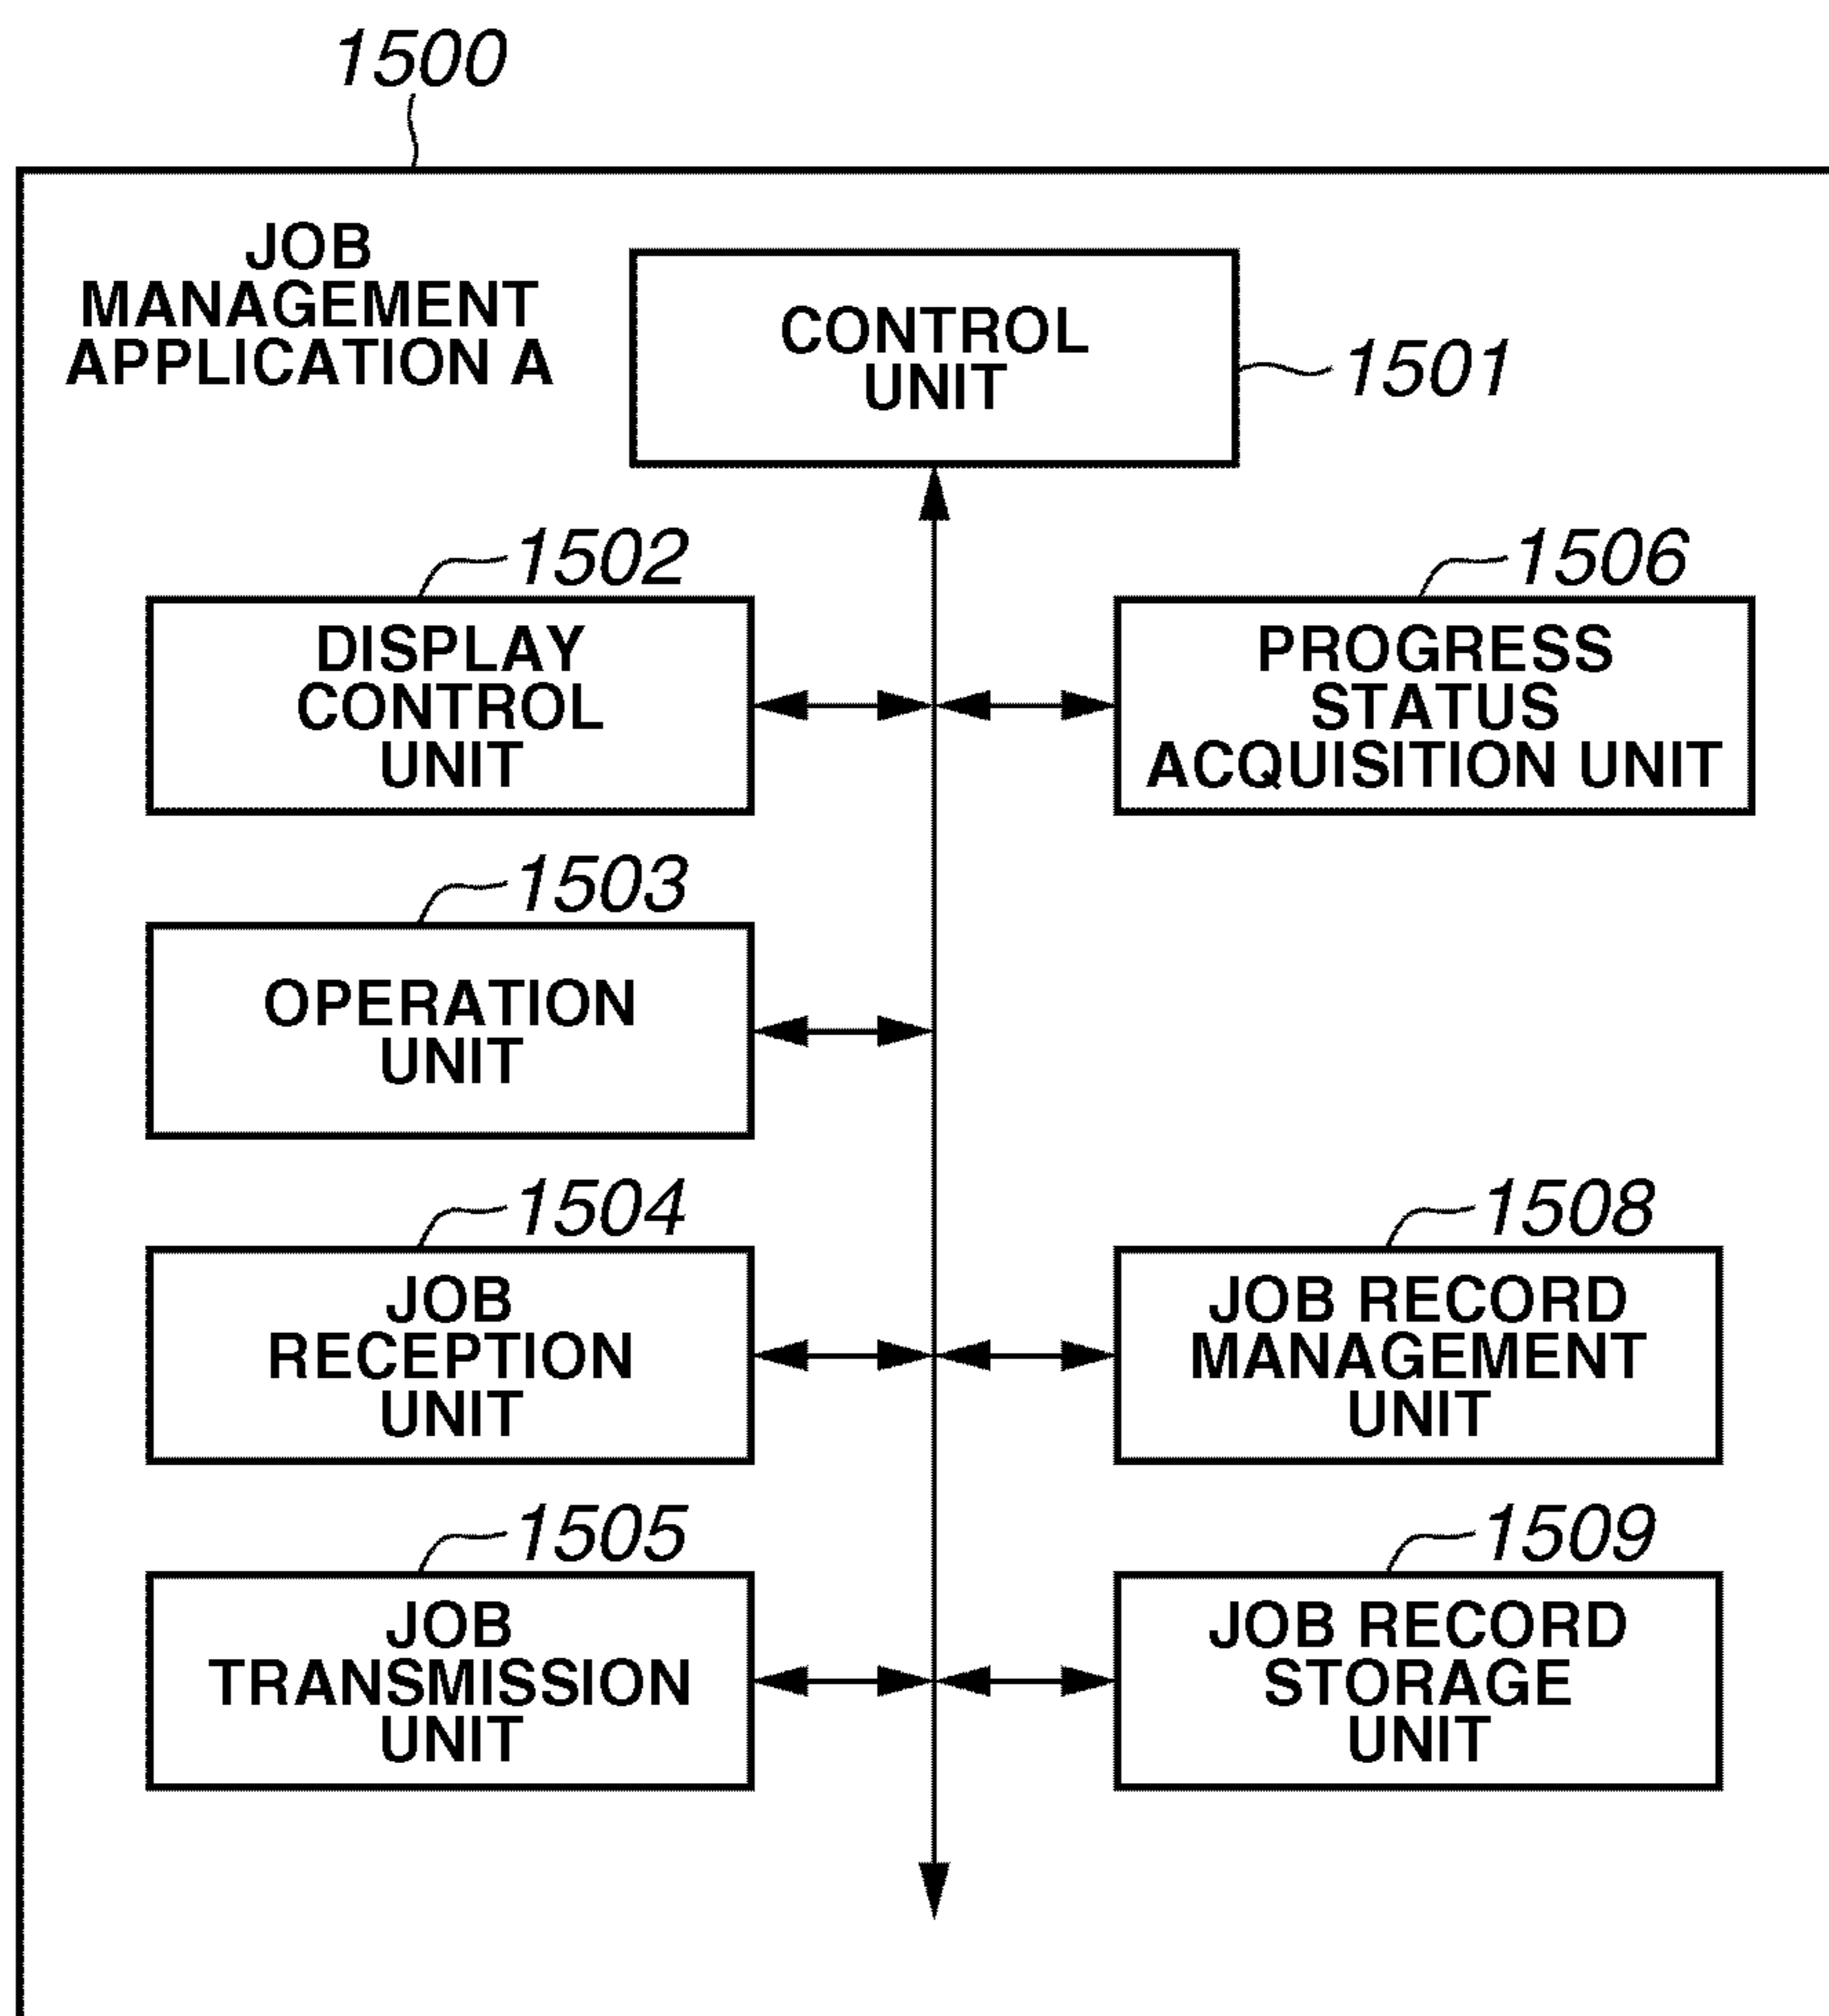 1500
JOB
MANAGEMENT
APPLICATION A
CONTROL
UNIT
1501
1502
DISPLAY
CONTROL
UNIT
1506
PROGRESS
STATUS
ACQUISITION UNIT
1503
OPERATION
UNIT
1504
JOB
RECEPTION
UNIT
1508
JOB RECORD
MANAGEMENT
UNIT
1505
JOB
TRANSMISSION
UNIT
1509
JOB RECORD
STORAGE
UNIT